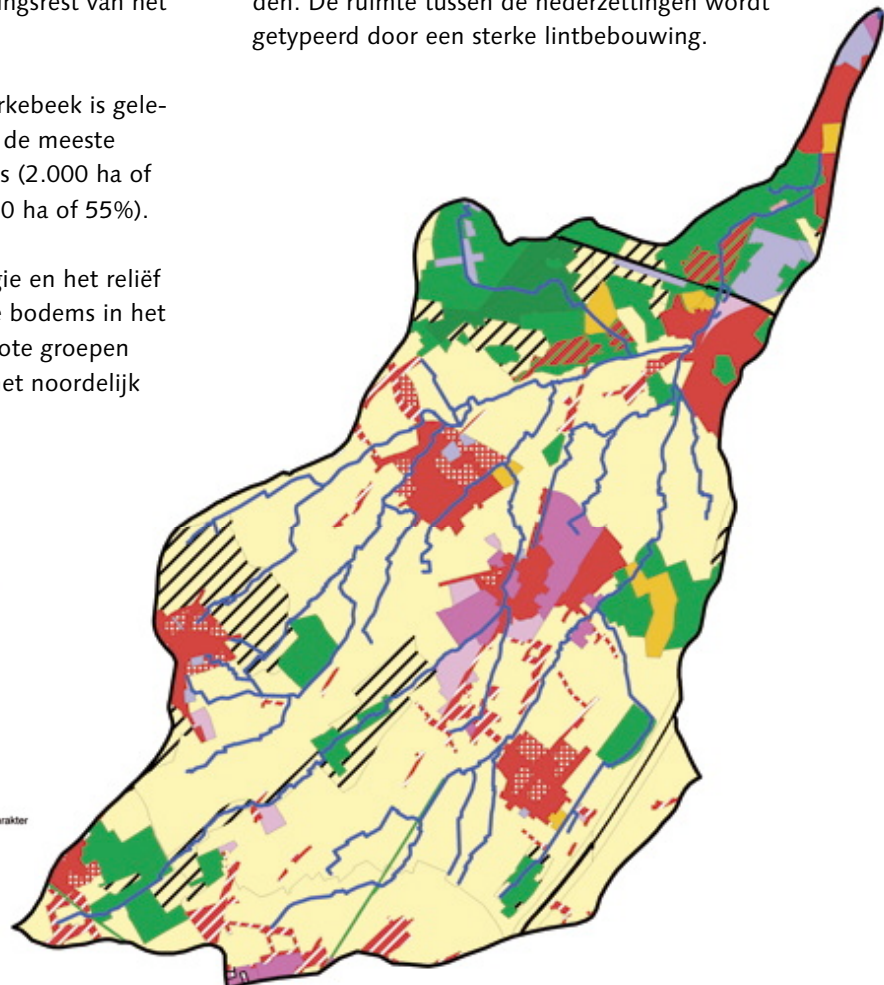 ingsrest van het
rkebeek is gele-
de meeste
s (2.000 ha of
0 ha of 55%).
gie en het reliëf
e bodems in het
ote groepen
et noordelijk
den. De ruimte tussen de nederzettingen wordt
getypeerd door een sterke lintbebouwing.
rakter